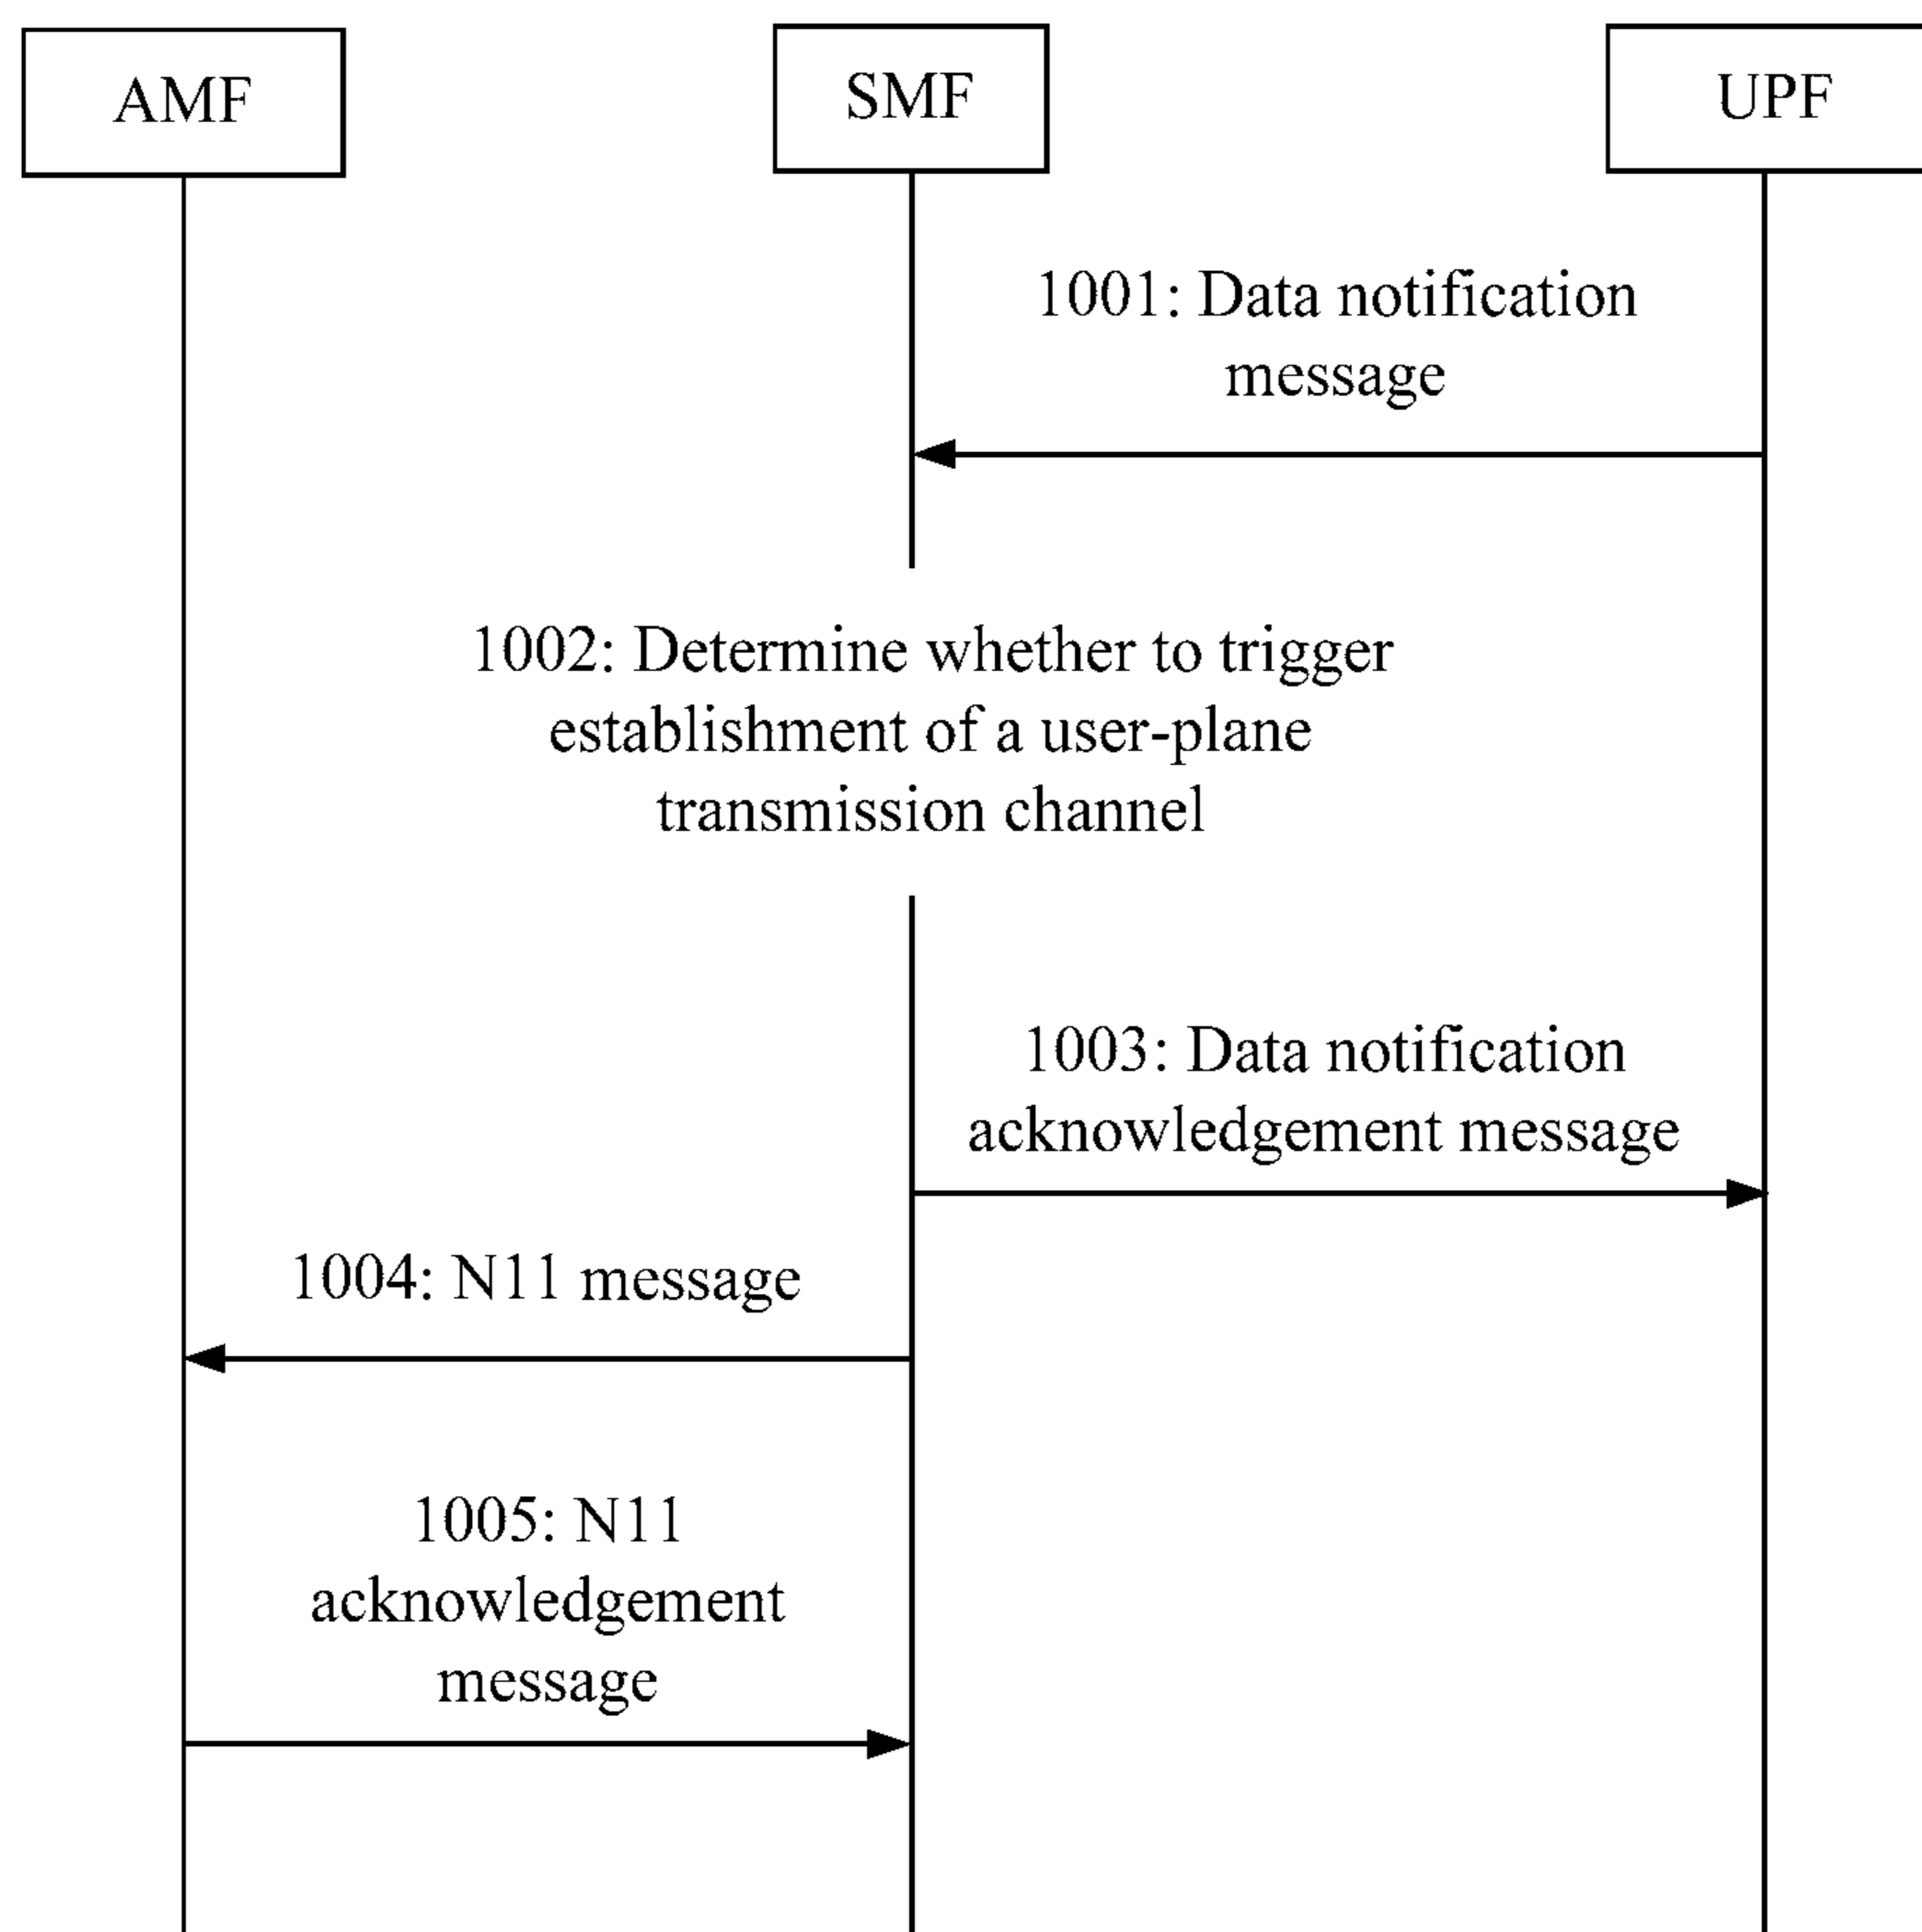 AMF
SMF
UPF
1001: Data notification
message
1002: Determine whether to trigger
establishment of a user-plane
transmission channel
1003: Data notification
acknowledgement message
1004: N11 message
1005: N11
acknowledgement
message